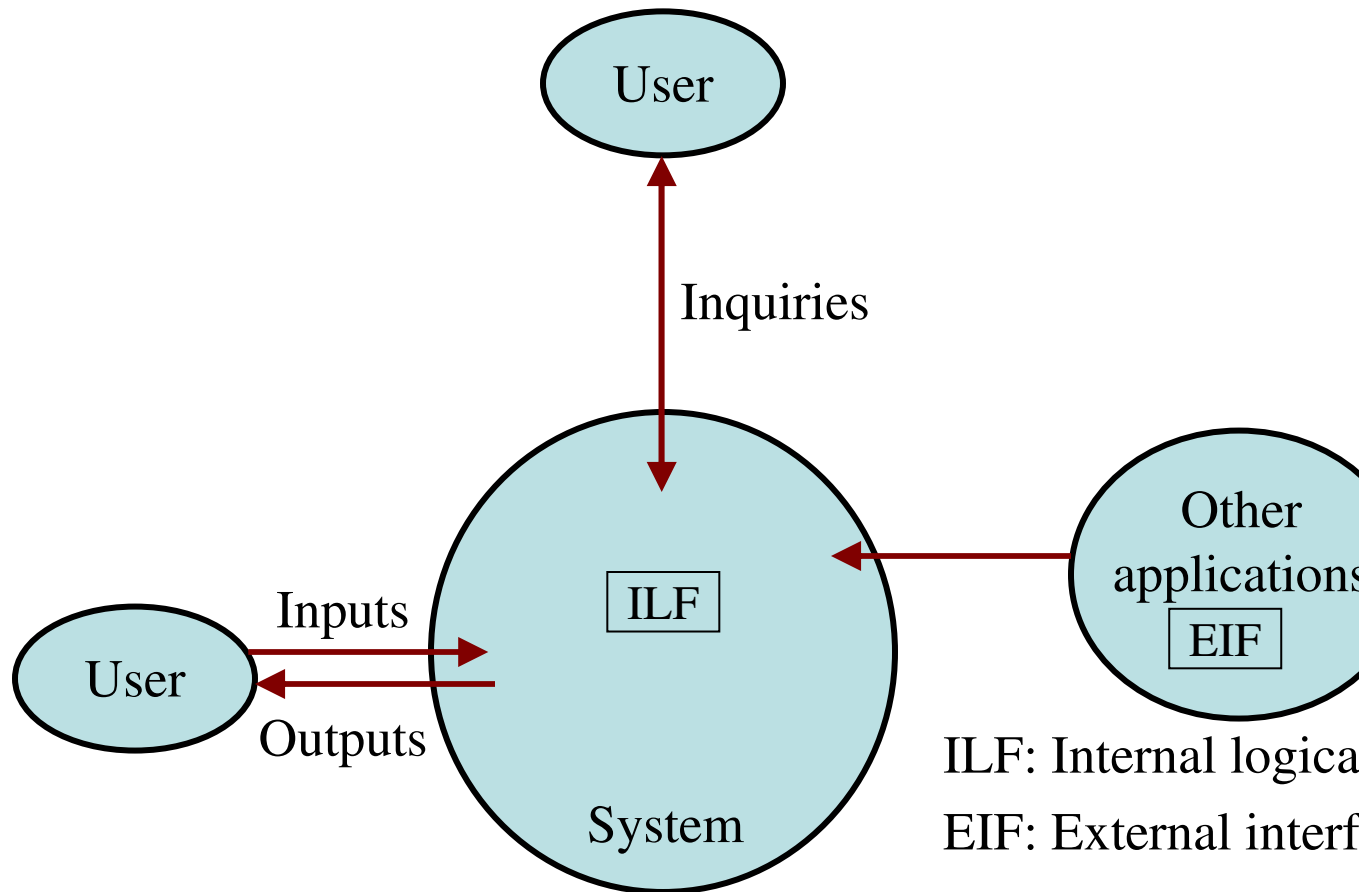 User
Inquiries
Other
applications
ILF
EIF
Inputs
User
Outputs
ILF: Internal logica
System
EIF: External interf